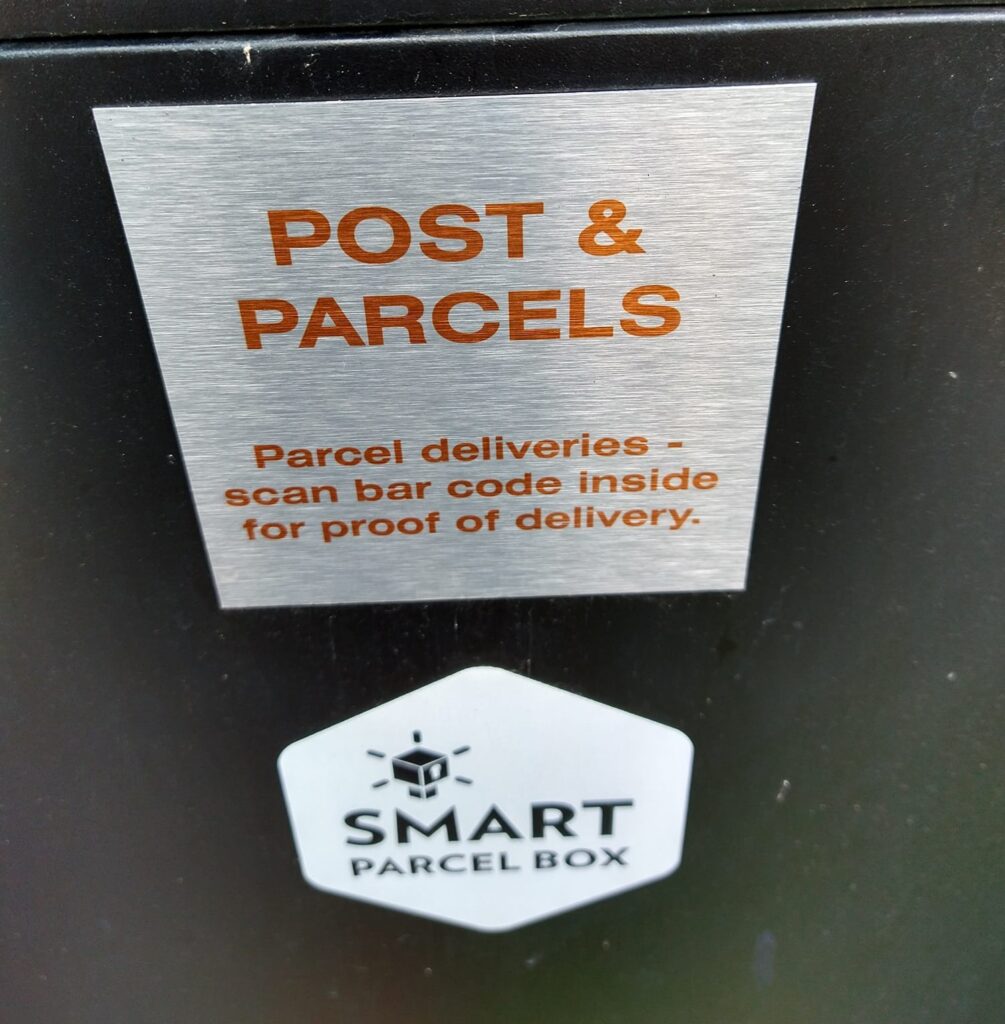 POST &
PARCELS
Parcel deliveries -
scan bar code inside
for proof of delivery.
SMART
PARCEL BOX